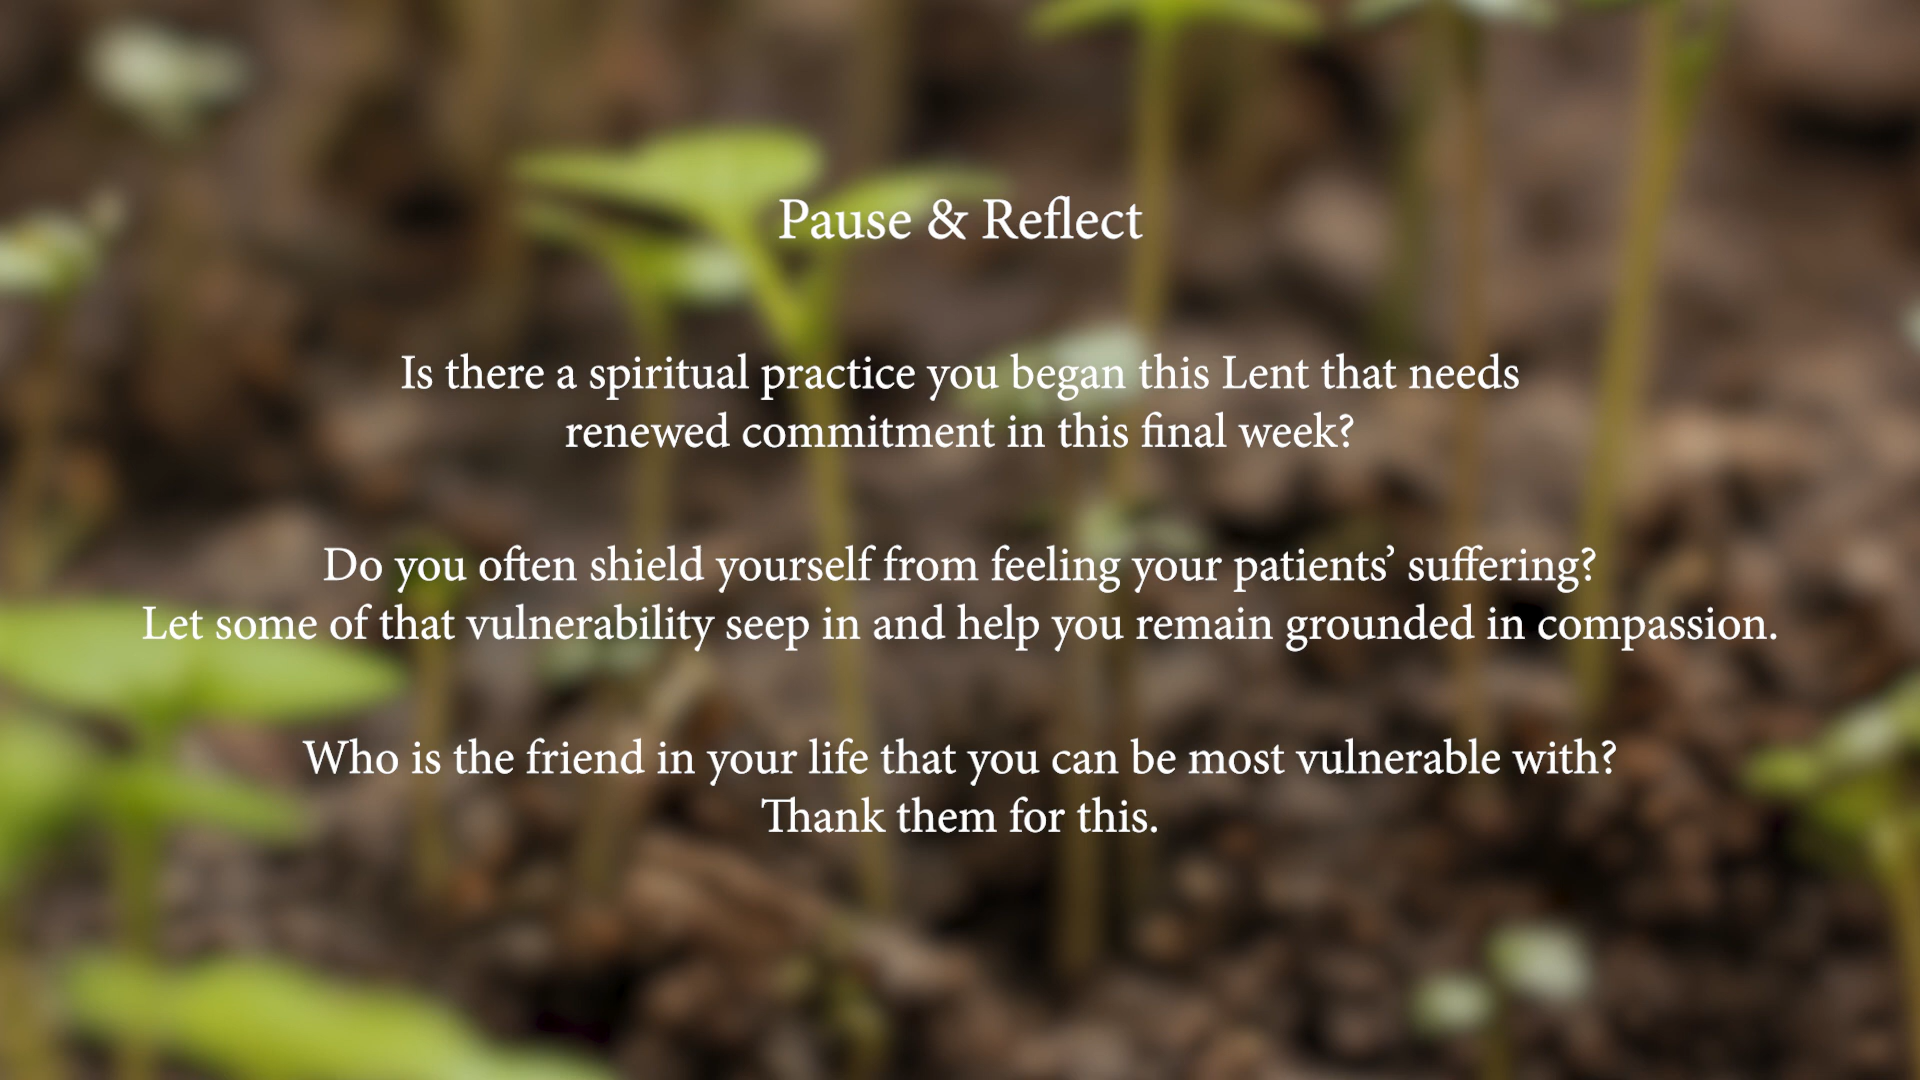 Pause & Reflect
Is there a spiritual practice you began this Lent that needs
renewed commitment in this final week?
Do you often shield yourself from feeling your patients’ suffering?
Let some of that vulnerability seep in and help you remain grounded in compassion.
Who is the friend in your life that you can be most vulnerable with?
Thank them for this.